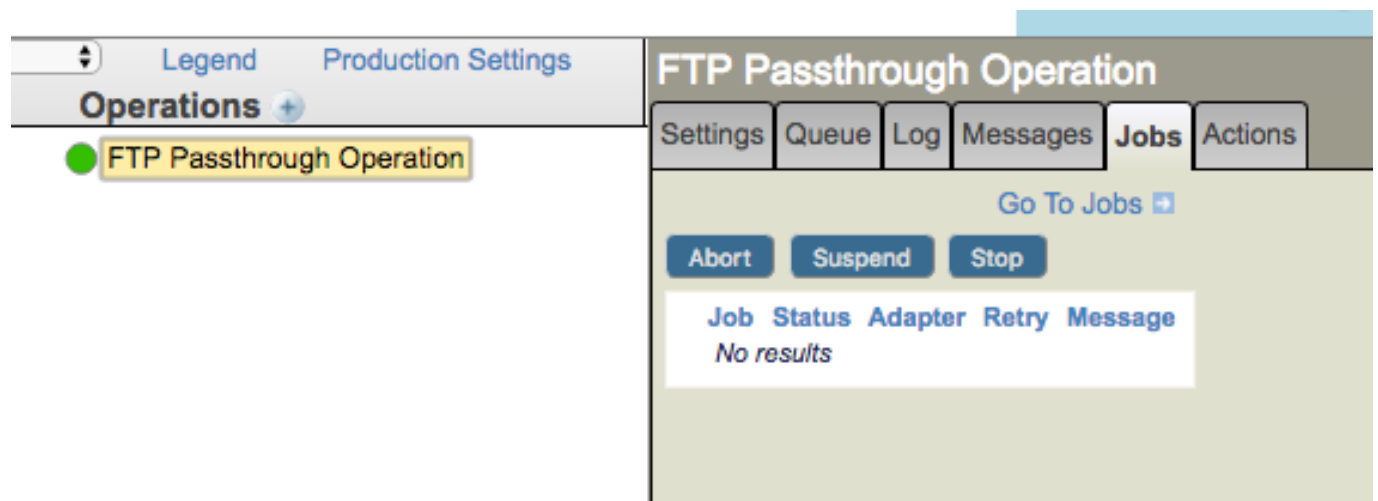 Legend Production Settings
Operations
FTP Passthrough Operation
FTP Passthrough Operation
Settings Queue Log Messages Jobs Actions
Go To Jobs
Abort Suspend Stop
Job Status Adapter Retry Message
No results